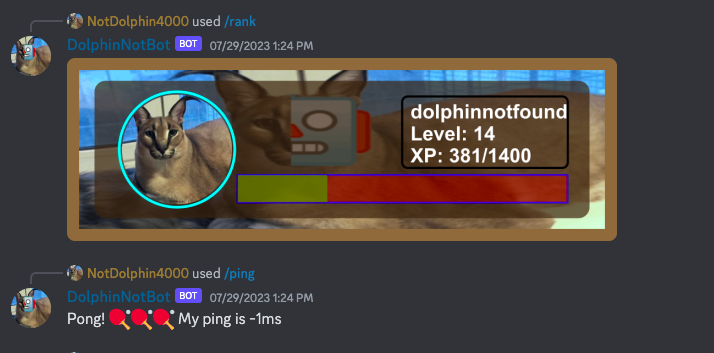 NotDolphin4000 used /rank
DolphinNotBot BOT 07/29/2023 1:24 PM
dolphinnotfound
Level: 14
XP: 381/1400
NotDolphin4000 used /ping
DolphinNotBot BOT 07/29/2023 1:24 PM
Pong! 🏓🏓🏓 My ping is -1ms